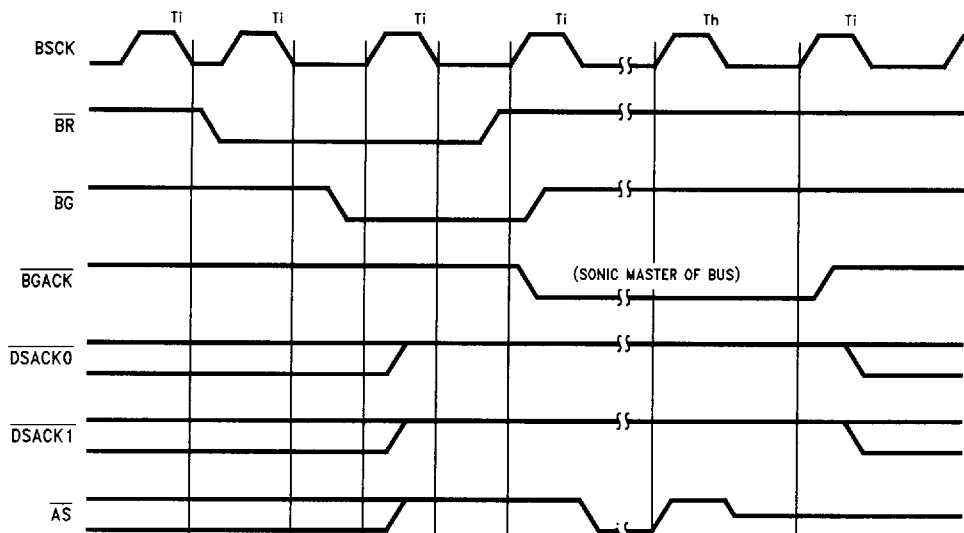 Ti Ti Ti Ti Th Ti
BSCK
BR
BG
BGACK
(SONIC MASTER OF BUS)
DSACK0
DSACK1
AS